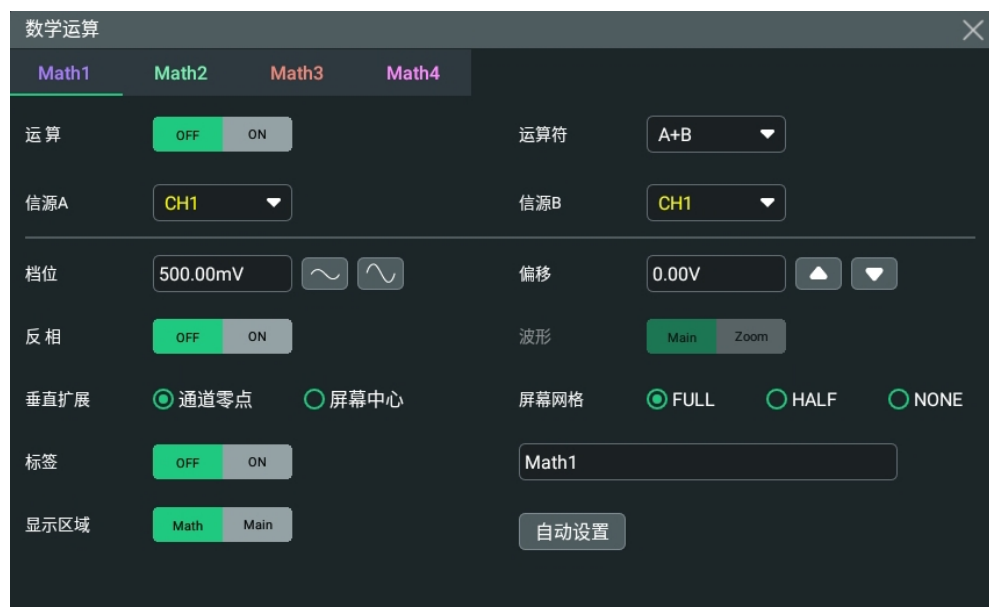 数学运算
Math1 Math2 Math3 Math4
运算 OFF ON 运算符 A+B
信源A CH1 信源B CH1
档位 500.00mV 偏移 0.00V
反相 OFF ON 波形 Main Zoom
垂直扩展 通道零点 屏幕中心 屏幕网格 FULL HALF NONE
标签 OFF ON Math1
显示区域 Math Main 自动设置